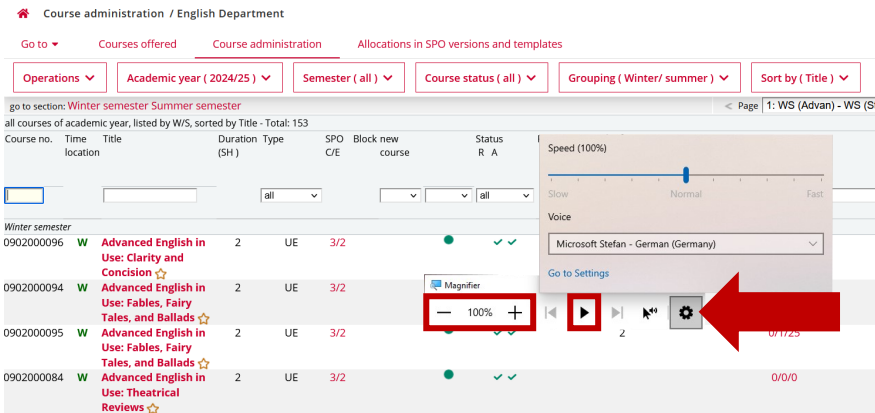 Course administration / English Department
Go to Courses offered Course administration Allocations in SPO versions and templates
Operations Academic year ( 2024/25 ) Semester ( all ) Course status ( all ) Grouping ( Winter/ summer ) Sort by ( Title )
go to section: Winter semester Summer semester < Page 1: WS (Advan) - WS (St
all courses of academic year, listed by W/S, sorted by Title - Total: 153
Course no. Time Title Duration Type SPO Block new Status
location (SH ) C/E course R A
all all
Winter semester
0902000096 W Advanced English in 2 UE 3/2
Use: Clarity and
Concision
0902000094 W Advanced English in 2 UE 3/2
Use: Fables, Fairy
Tales, and Ballads
0902000095 W Advanced English in 2 UE 3/2 2 0/1/25
Use: Fables, Fairy
Tales, and Ballads
0902000084 W Advanced English in 2 UE 3/2 0/0/0
Use: Theatrical
Reviews
Speed (100%)
Slow Normal Fast
Voice
Microsoft Stefan - German (Germany)
Go to Settings
Magnifier
100%